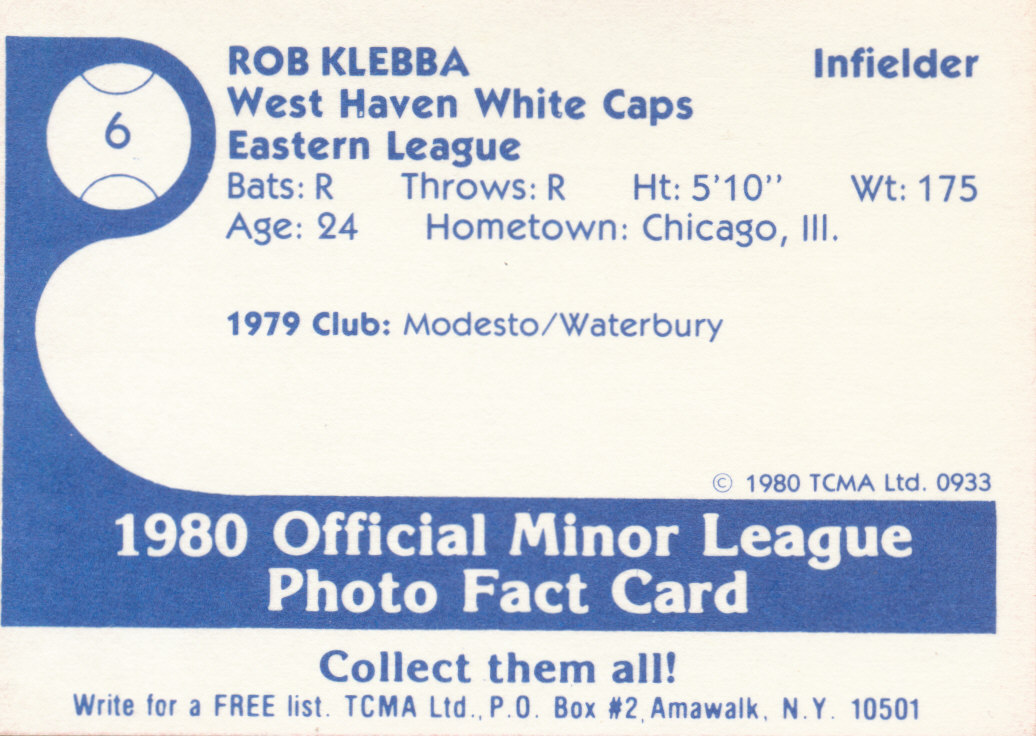 6
ROB KLEBBA Infielder
West Haven White Caps
Eastern League
Bats: R Throws: R Ht: 5'10'' Wt: 175
Age: 24 Hometown: Chicago, Ill.
1979 Club: Modesto/Waterbury
© 1980 TCMA Ltd. 0933
1980 Official Minor League
Photo Fact Card
Collect them all!
Write for a FREE list. TCMA Ltd., P.O. Box #2, Amawalk, N.Y. 10501